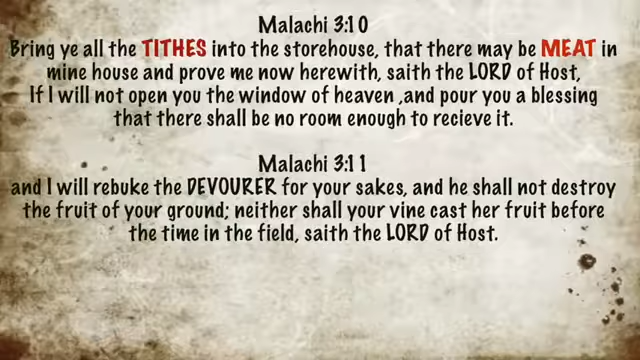 Malachi 3:10
Bring ye all the TITHES into the storehouse, that there may be MEAT in
mine house and prove me now herewith, saith the LORD of Host,
If I will not open you the window of heaven ,and pour you a blessing
that there shall be no room enough to recieve it.
Malachi 3:11
and I will rebuke the DEVOURER for your sakes, and he shall not destroy
the fruit of your ground; neither shall your vine cast her fruit before
the time in the field, saith the LORD of Host.